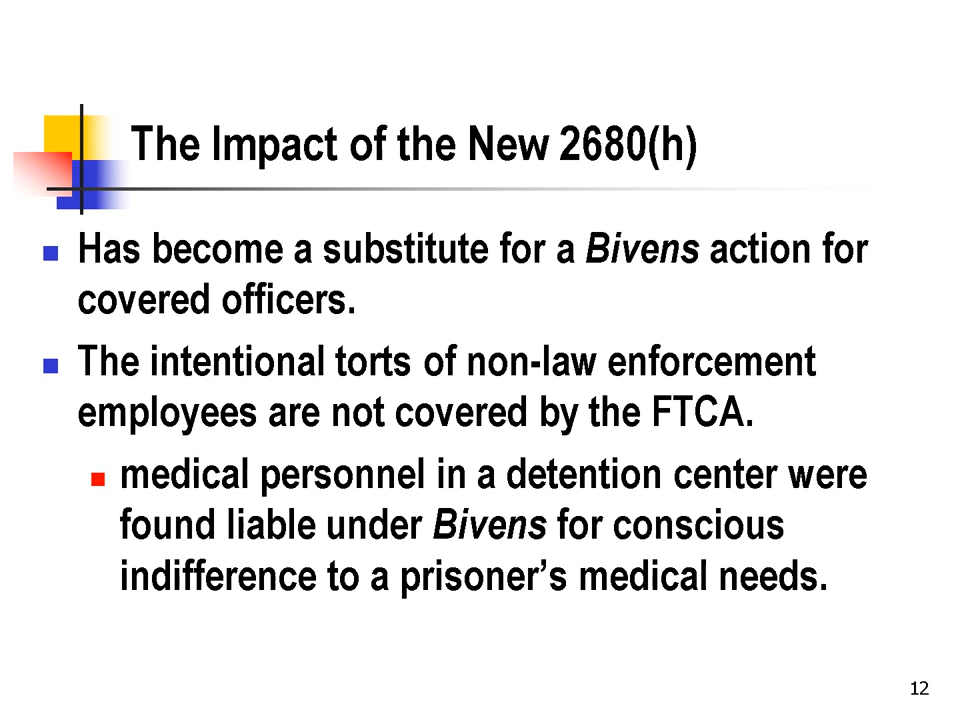 The Impact of the New 2680(h)
Has become a substitute for a Bivens action for
covered officers.
The intentional torts of non-law enforcement
employees are not covered by the FTCA.
medical personnel in a detention center were
found liable under Bivens for conscious
indifference to a prisoner’s medical needs.
12